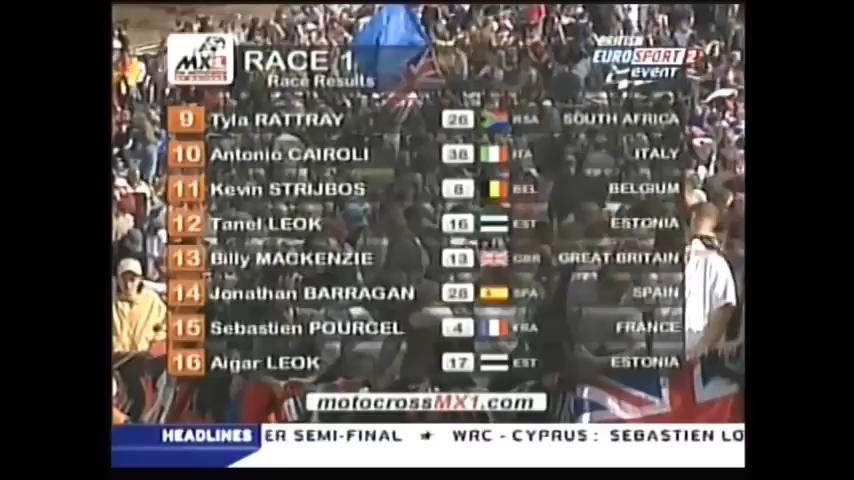 MX1
RACE 1
Race Results
BRITISH
EUROSPORT 2
EVENT
9 Tyla RATTRAY 26 RSA SOUTH AFRICA
10 Antonio CAIROLI 38 ITA ITALY
11 Kevin STRIJBOS 8 BEL BELGIUM
12 Tanel LEOK 16 EST ESTONIA
13 Billy MACKENZIE 13 GBR GREAT BRITAIN
14 Jonathan BARRAGAN 28 SPA SPAIN
15 Sebastien POURCEL 4 FRA FRANCE
16 Aigar LEOK 17 EST ESTONIA
motocrossMX1.com
HEADLINES ER SEMI-FINAL ★ WRC - CYPRUS : SEBASTIEN LO